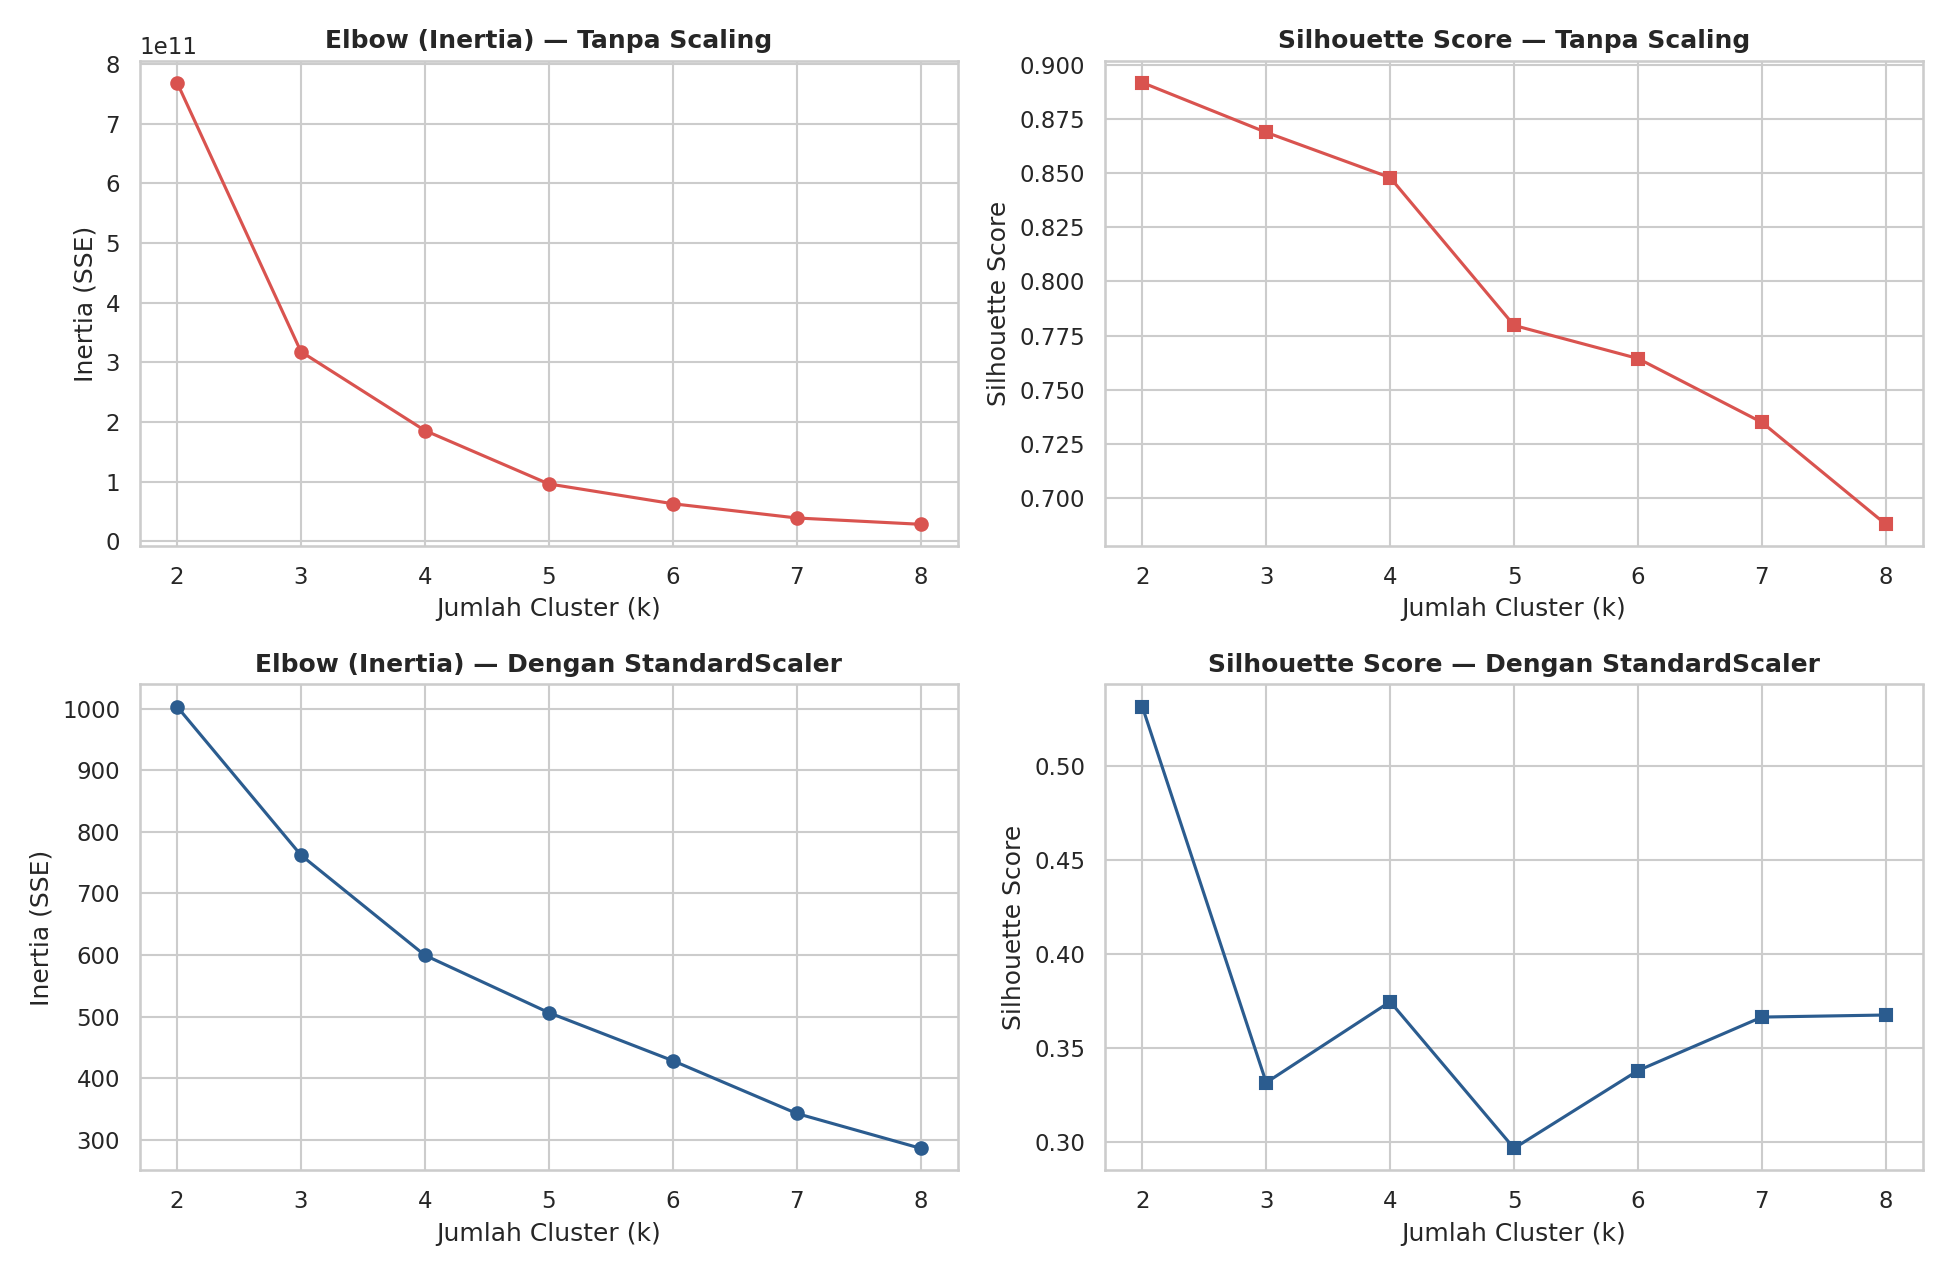 Elbow (Inertia) — Tanpa Scaling
1e11
8
7
6
5
4
3
2
1
0
Inertia (SSE)
2 3 4 5 6 7 8
Jumlah Cluster (k)
Silhouette Score — Tanpa Scaling
0.900
0.875
0.850
0.825
0.800
0.775
0.750
0.725
0.700
Silhouette Score
2 3 4 5 6 7 8
Jumlah Cluster (k)
Elbow (Inertia) — Dengan StandardScaler
1000
900
800
700
600
500
400
300
Inertia (SSE)
2 3 4 5 6 7 8
Jumlah Cluster (k)
Silhouette Score — Dengan StandardScaler
0.50
0.45
0.40
0.35
0.30
Silhouette Score
2 3 4 5 6 7 8
Jumlah Cluster (k)